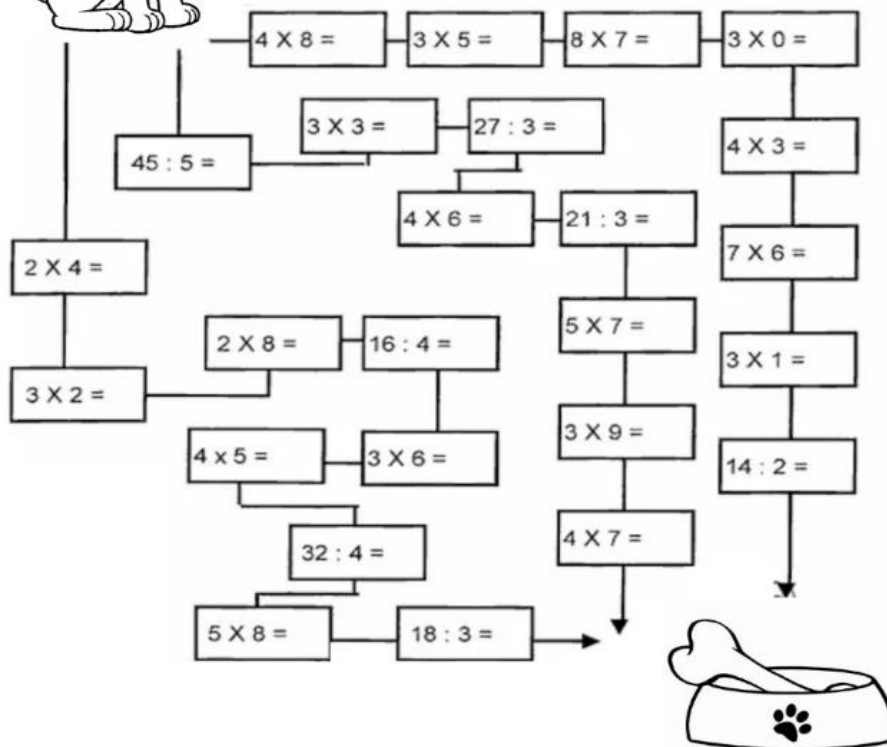 4 X 8 =
3 X 5 =
8 X 7 =
3 X 0 =
3 X 3 =
27 : 3 =
4 X 3 =
45 : 5 =
4 X 6 =
21 : 3 =
7 X 6 =
2 X 4 =
5 X 7 =
2 X 8 =
16 : 4 =
3 X 1 =
3 X 2 =
3 X 9 =
4 x 5 =
3 X 6 =
14 : 2 =
4 X 7 =
32 : 4 =
5 X 8 =
18 : 3 =